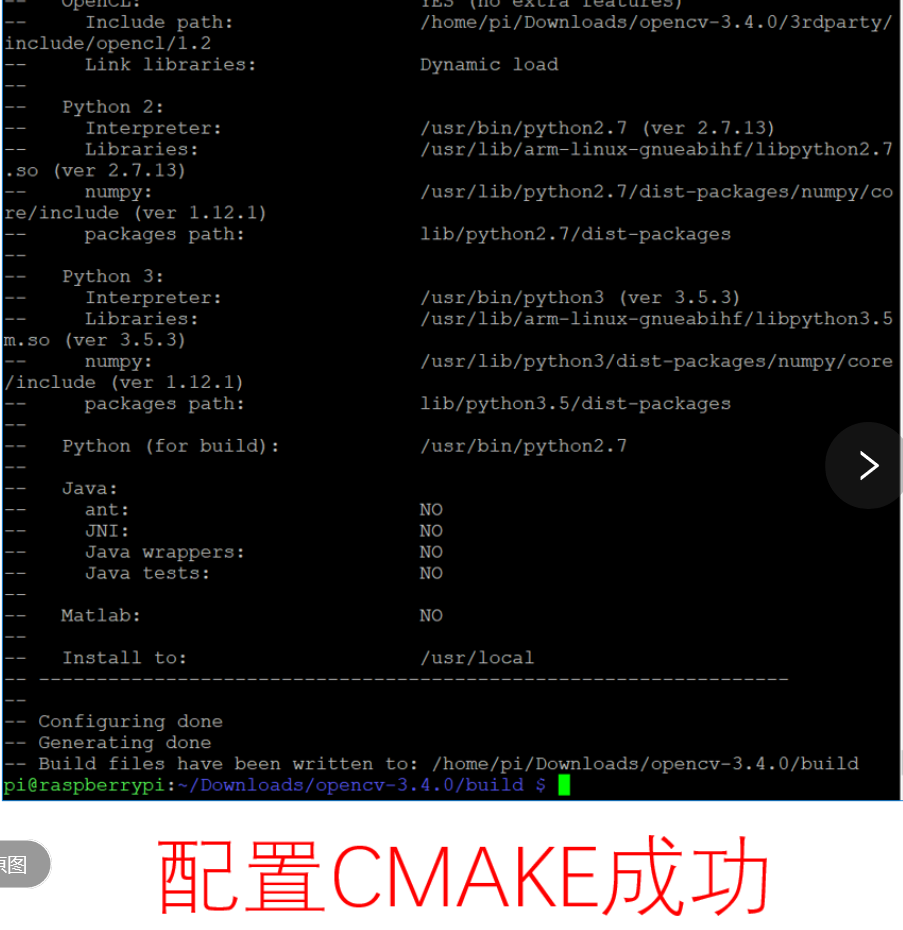 --   OpenCL:                        YES (no extra features)
--     Include path:                /home/pi/Downloads/opencv-3.4.0/3rdparty/
include/opencl/1.2
--     Link libraries:              Dynamic load
--
--   Python 2:
--     Interpreter:                 /usr/bin/python2.7 (ver 2.7.13)
--     Libraries:                   /usr/lib/arm-linux-gnueabihf/libpython2.7
.so (ver 2.7.13)
--     numpy:                       /usr/lib/python2.7/dist-packages/numpy/co
re/include (ver 1.12.1)
--     packages path:               lib/python2.7/dist-packages
--
--   Python 3:
--     Interpreter:                 /usr/bin/python3 (ver 3.5.3)
--     Libraries:                   /usr/lib/arm-linux-gnueabihf/libpython3.5
m.so (ver 3.5.3)
--     numpy:                       /usr/lib/python3/dist-packages/numpy/core
/include (ver 1.12.1)
--     packages path:               lib/python3.5/dist-packages
--
--   Python (for build):            /usr/bin/python2.7
--
--   Java:
--     ant:                         NO
--     JNI:                         NO
--     Java wrappers:               NO
--     Java tests:                  NO
--
--   Matlab:                        NO
--
--   Install to:                    /usr/local
-- -----------------------------------------------------------------
--
-- Configuring done
-- Generating done
-- Build files have been written to: /home/pi/Downloads/opencv-3.4.0/build
pi@raspberrypi:~/Downloads/opencv-3.4.0/build $
原图
配置CMAKE成功